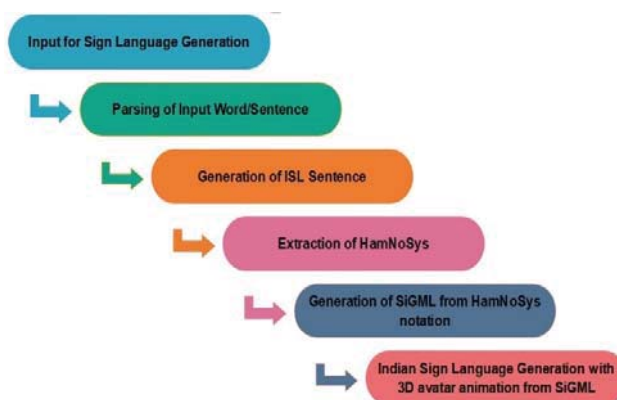 Input for Sign Language Generation
Parsing of Input Word/Sentence
Generation of ISL Sentence
Extraction of HamNoSys
Generation of SiGML from HamNoSys
notation
Indian Sign Language Generation with
3D avatar animation from SiGML